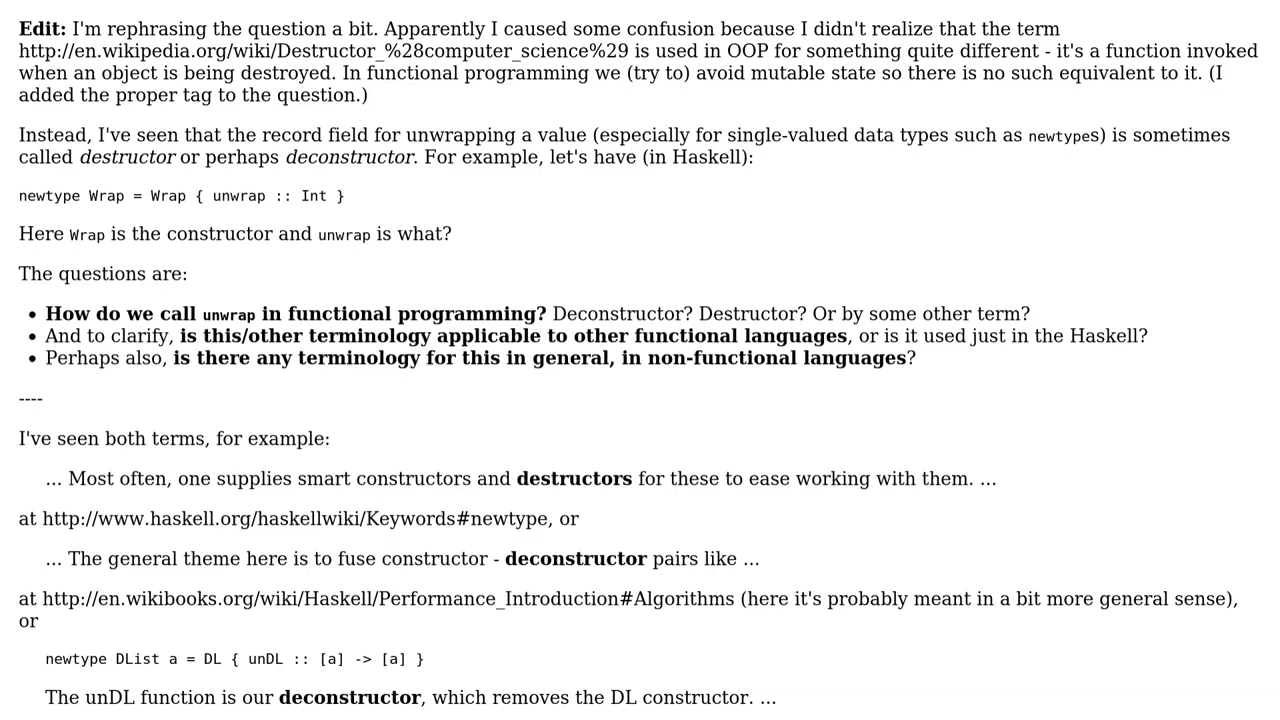 Edit: I'm rephrasing the question a bit. Apparently I caused some confusion because I didn't realize that the term
http://en.wikipedia.org/wiki/Destructor_%28computer_science%29 is used in OOP for something quite different - it's a function invoked
when an object is being destroyed. In functional programming we (try to) avoid mutable state so there is no such equivalent to it. (I
added the proper tag to the question.)
Instead, I've seen that the record field for unwrapping a value (especially for single-valued data types such as newtypes) is sometimes
called destructor or perhaps deconstructor. For example, let's have (in Haskell):
newtype Wrap = Wrap { unwrap :: Int }
Here Wrap is the constructor and unwrap is what?
The questions are:
• How do we call unwrap in functional programming? Deconstructor? Destructor? Or by some other term?
• And to clarify, is this/other terminology applicable to other functional languages, or is it used just in the Haskell?
• Perhaps also, is there any terminology for this in general, in non-functional languages?
----
I've seen both terms, for example:
... Most often, one supplies smart constructors and destructors for these to ease working with them. ...
at http://www.haskell.org/haskellwiki/Keywords#newtype, or
... The general theme here is to fuse constructor - deconstructor pairs like ...
at http://en.wikibooks.org/wiki/Haskell/Performance_Introduction#Algorithms (here it's probably meant in a bit more general sense),
or
newtype DList a = DL { unDL :: [a] -> [a] }
The unDL function is our deconstructor, which removes the DL constructor. ...